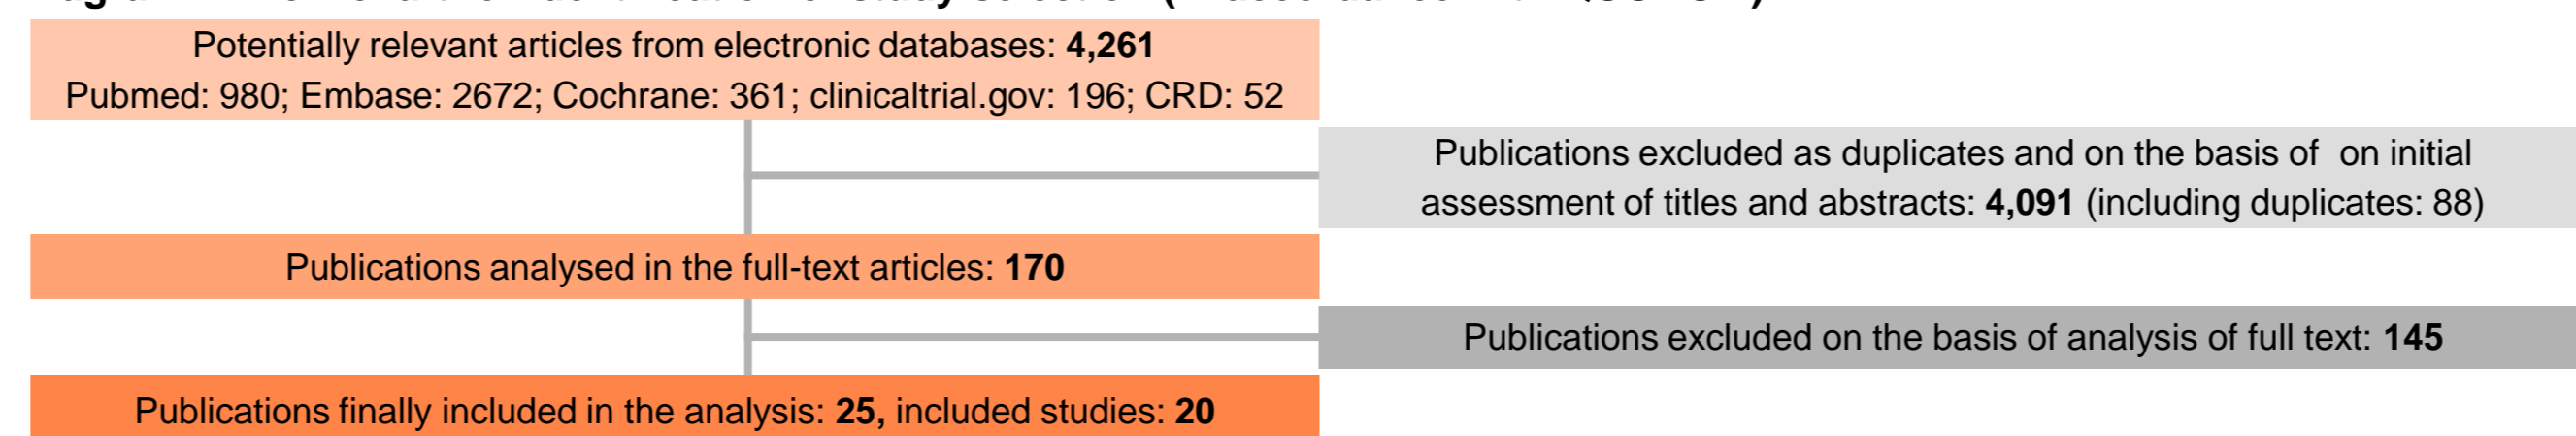 Potentially relevant articles from electronic databases: 4,261
Pubmed: 980; Embase: 2672; Cochrane: 361; clinicaltrial.gov: 196; CRD: 52
Publications excluded as duplicates and on the basis of  on initial
assessment of titles and abstracts: 4,091 (including duplicates: 88)
Publications analysed in the full-text articles: 170
Publications excluded on the basis of analysis of full text: 145
Publications finally included in the analysis: 25, included studies: 20